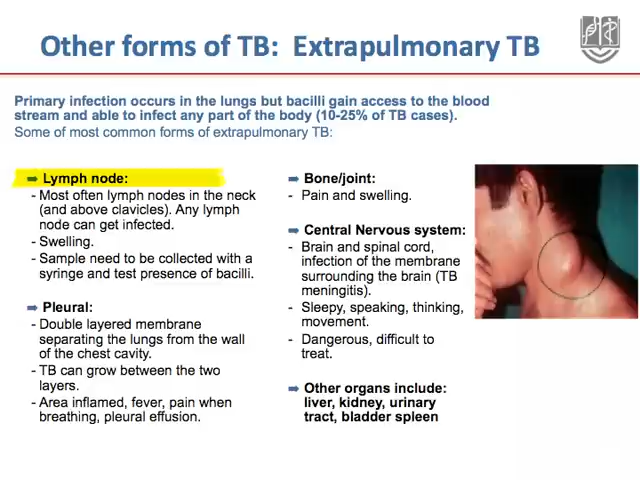 Other forms of TB: Extrapulmonary TB
Primary infection occurs in the lungs but bacilli gain access to the blood
stream and able to infect any part of the body (10-25% of TB cases).
Some of most common forms of extrapulmonary TB:
➡ Lymph node:
- Most often lymph nodes in the neck
(and above clavicles). Any lymph
node can get infected.
- Swelling.
- Sample need to be collected with a
syringe and test presence of bacilli.
➡ Pleural:
- Double layered membrane
separating the lungs from the wall
of the chest cavity.
- TB can grow between the two
layers.
- Area inflamed, fever, pain when
breathing, pleural effusion.
➡ Bone/joint:
- Pain and swelling.
➡ Central Nervous system:
- Brain and spinal cord,
infection of the membrane
surrounding the brain (TB
meningitis).
- Sleepy, speaking, thinking,
movement.
- Dangerous, difficult to
treat.
➡ Other organs include:
liver, kidney, urinary
tract, bladder spleen